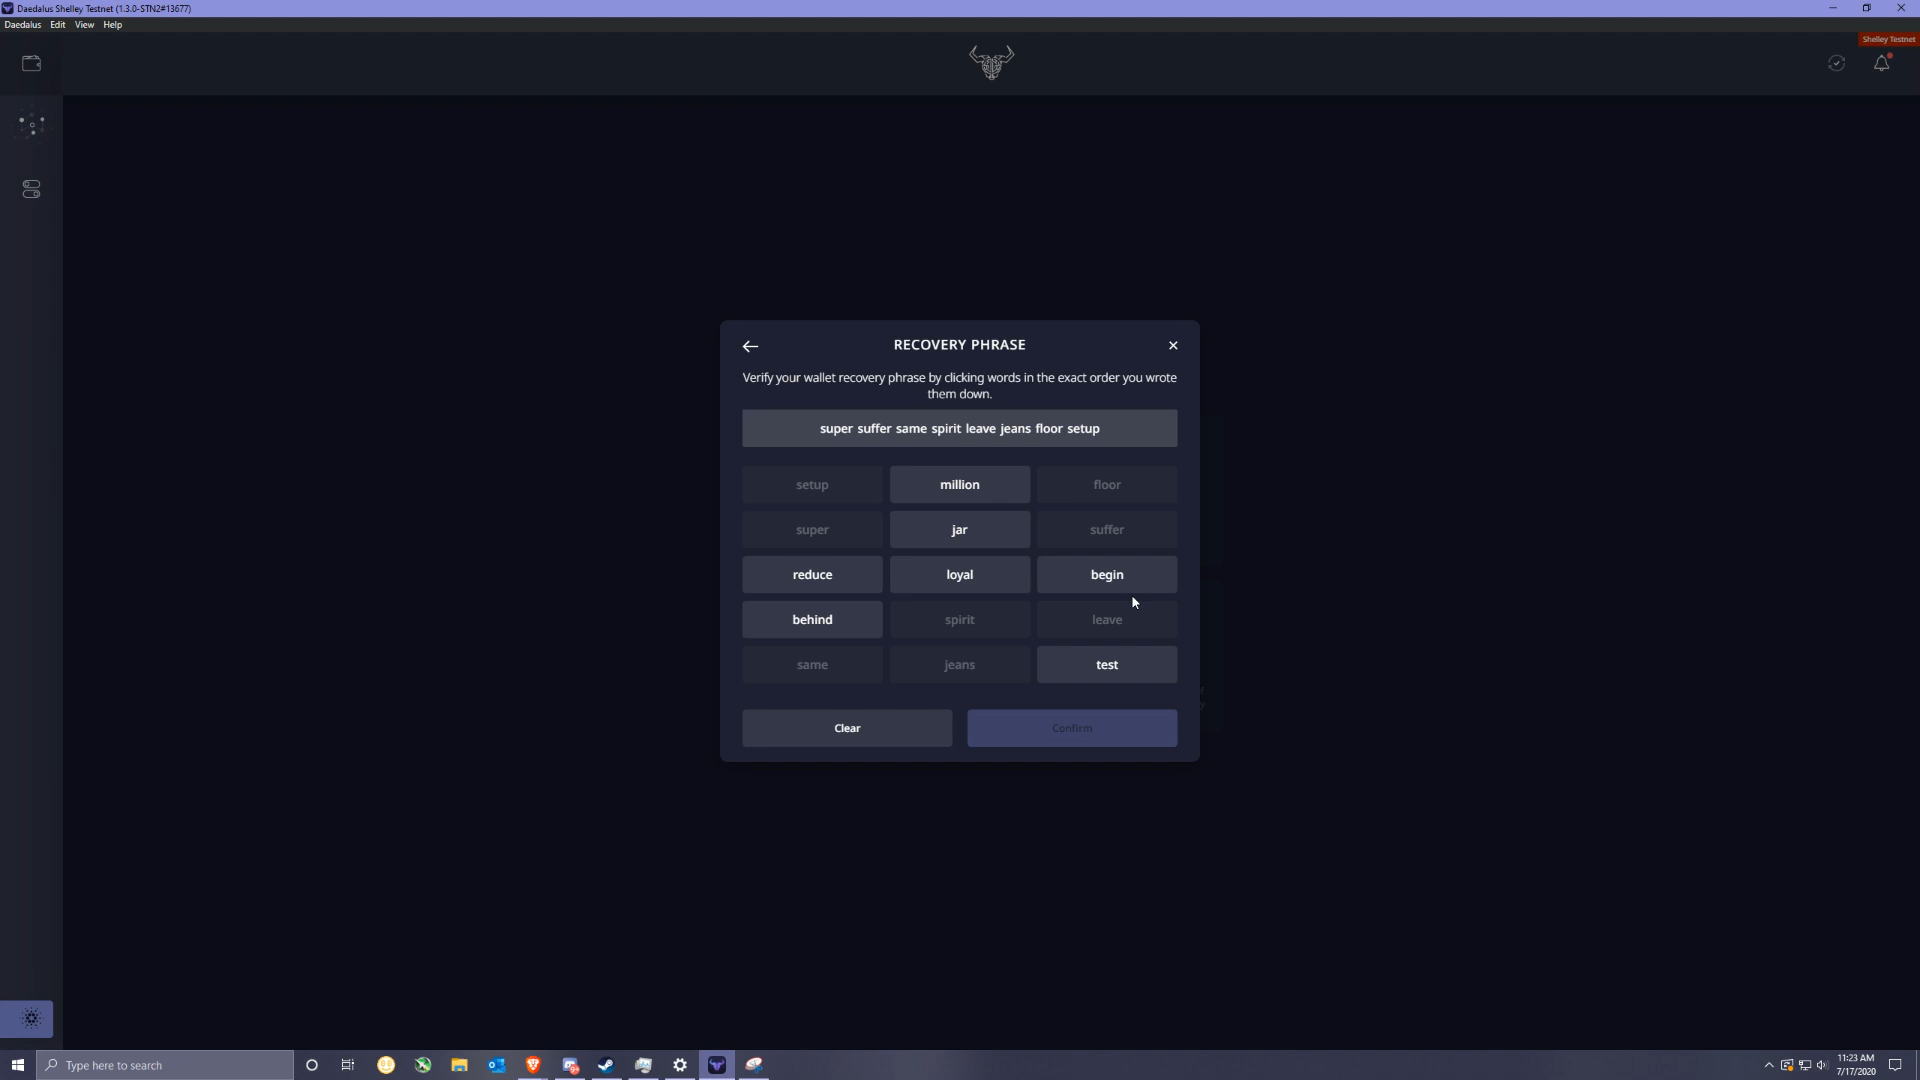 Daedalus Shelley Testnet (1.3.0-STN2#13677)
Daedalus Edit View Help
Shelley Testnet
RECOVERY PHRASE
Verify your wallet recovery phrase by clicking words in the exact order you wrote
them down.
super suffer same spirit leave jeans floor setup
setup million floor
super jar suffer
reduce loyal begin
behind spirit leave
same jeans test
Clear Confirm
Type here to search
11:23 AM
7/17/2020